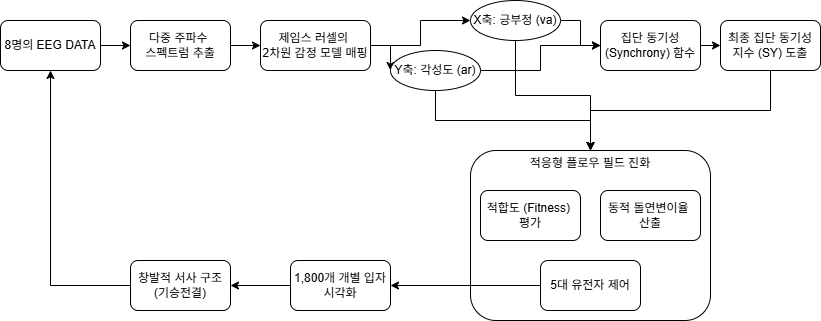 8명의 EEG DATA
다중 주파수
스펙트럼 추출
제임스 러셀의
2차원 감정 모델 매핑
X축: 긍부정 (va)
Y축: 각성도 (ar)
집단 동기성
(Synchrony) 함수
최종 집단 동기성
지수 (SY) 도출
적응형 플로우 필드 진화
적합도 (Fitness)
평가
동적 돌연변이율
산출
5대 유전자 제어
1,800개 개별 입자
시각화
창발적 서사 구조
(기승전결)